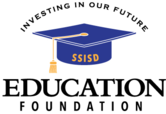 INVESTING IN OUR FUTURE
SSISD
EDUCATION
FOUNDATION